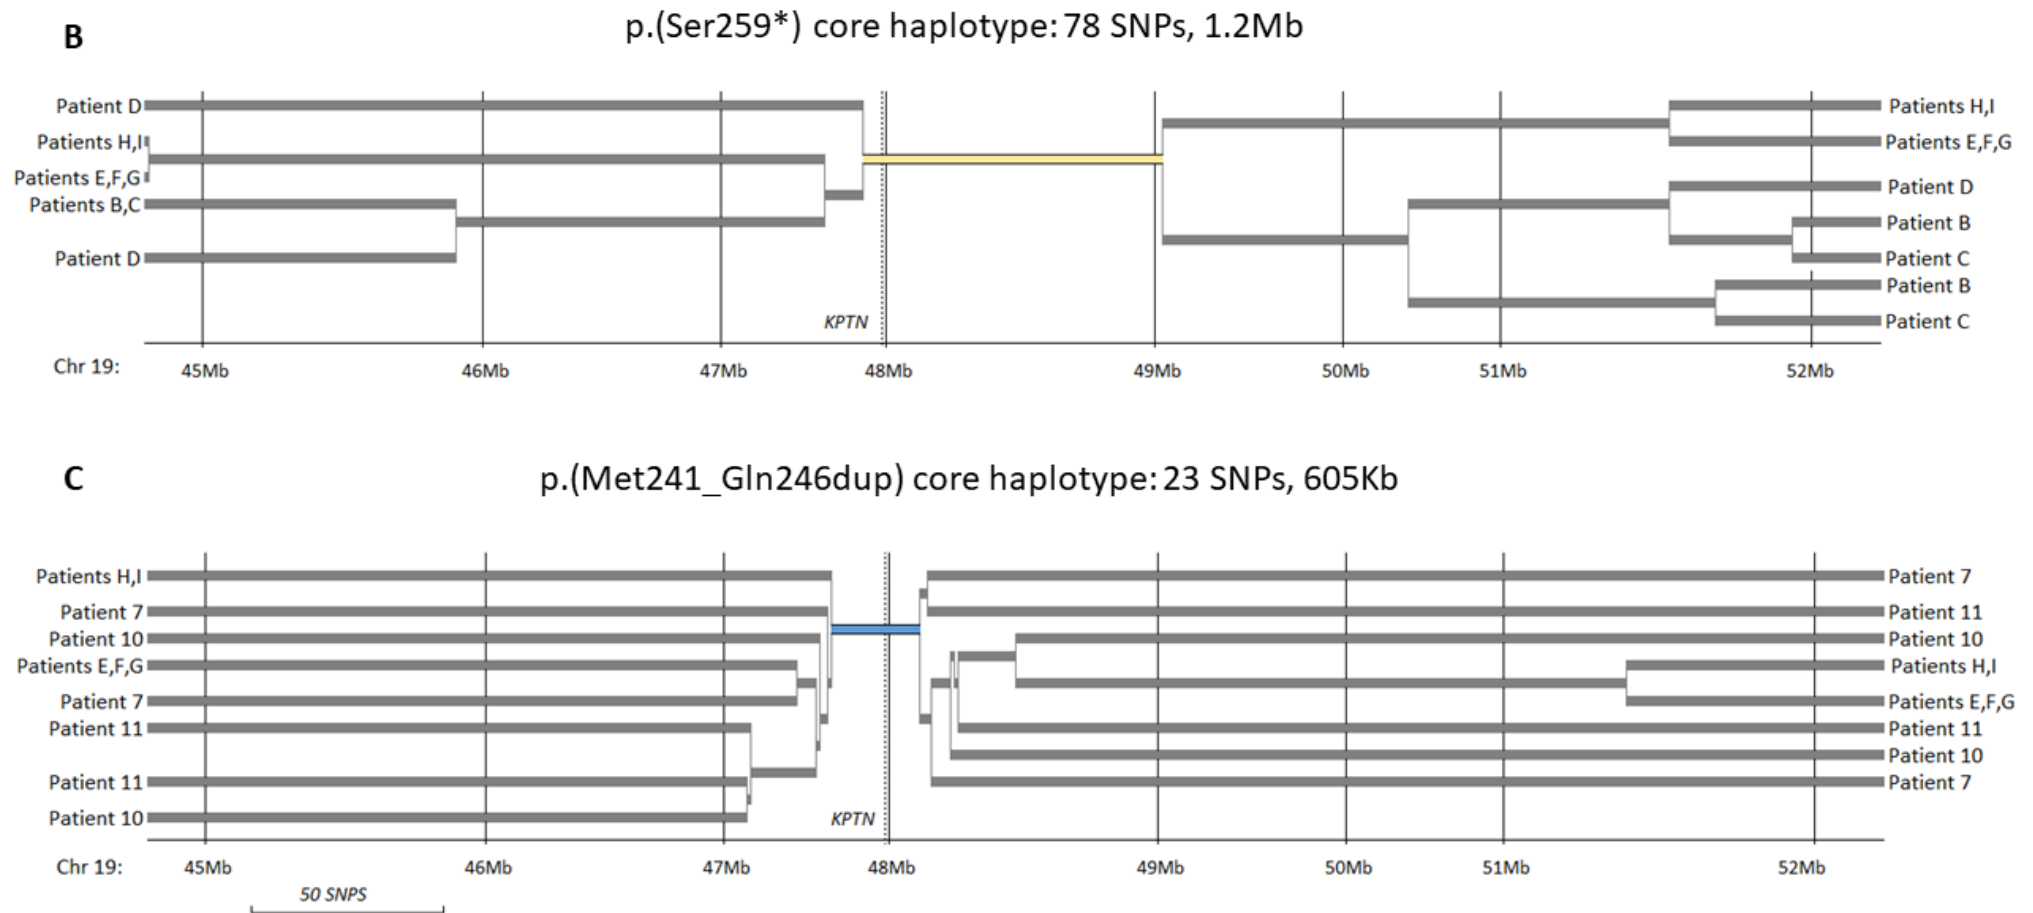 B
p.(Ser259*) core haplotype: 78 SNPs, 1.2Mb
Patient D
Patients H,I
Patients H,I
Patients E,F,G
Patients E,F,G
Patient D
Patients B,C
Patient B
Patient D
Patient C
Patient B
Patient C
KPTN
Chr 19:
45Mb 46Mb 47Mb 48Mb 49Mb 50Mb 51Mb 52Mb
C
p.(Met241_Gln246dup) core haplotype: 23 SNPs, 605Kb
Patients H,I
Patient 7
Patient 7
Patient 11
Patient 10
Patient 10
Patients E,F,G
Patients H,I
Patient 7
Patients E,F,G
Patient 11
Patient 11
Patient 10
Patient 11
Patient 7
Patient 10
KPTN
Chr 19:
45Mb 46Mb 47Mb 48Mb 49Mb 50Mb 51Mb 52Mb
50 SNPS